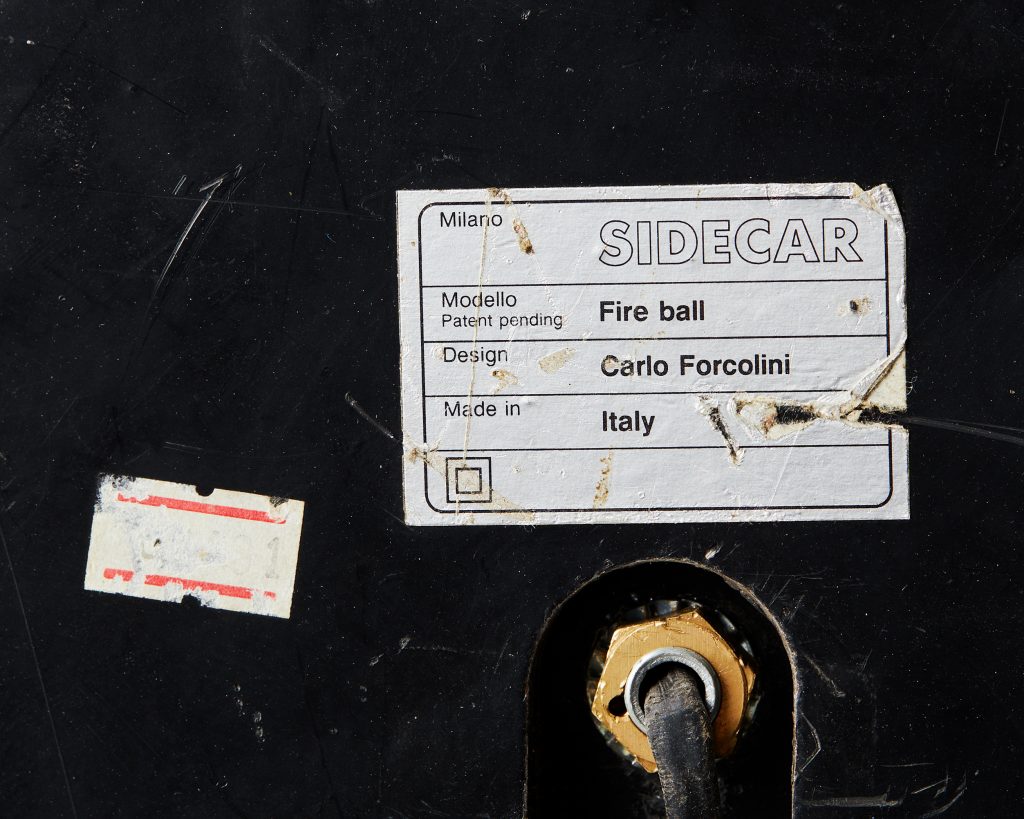 Milano SIDECAR
Modello
Patent pending Fire ball
Design Carlo Forcolini
Made in Italy